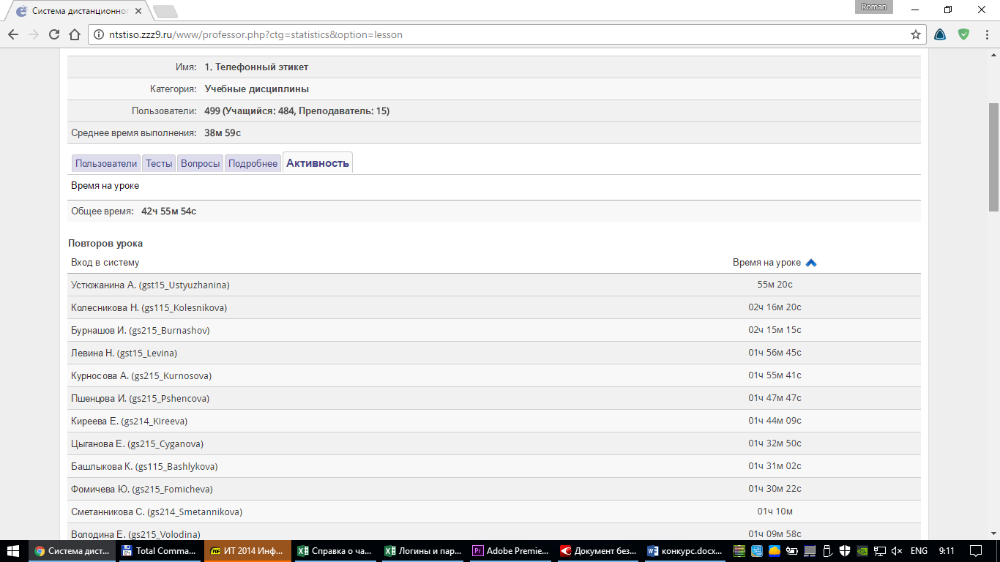 Система дистанционног
Roman
ntstiso.zzz9.ru/www/professor.php?ctg=statistics&option=lesson
Имя: 1. Телефонный этикет
Категория: Учебные дисциплины
Пользователи: 499 (Учащийся: 484, Преподаватель: 15)
Среднее время выполнения: 38м 59с
Пользователи Тесты Вопросы Подробнее Активность
Время на уроке
Общее время: 42ч 55м 54с
Повторов урока
Вход в систему Время на уроке
Устюжанина А. (gst15_Ustyuzhanina) 55м 20с
Колесникова Н. (gs115_Kolesnikova) 02ч 16м 20с
Бурнашов И. (gs215_Burnashov) 02ч 15м 15с
Левина Н. (gst15_Levina) 01ч 56м 45с
Курносова А. (gs215_Kurnosova) 01ч 55м 41с
Пшенцова И. (gs215_Pshencova) 01ч 47м 47с
Киреева Е. (gs214_Kireeva) 01ч 44м 09с
Цыганова Е. (gs215_Cyganova) 01ч 32м 50с
Башлыкова К. (gs115_Bashlykova) 01ч 31м 02с
Фомичева Ю. (gs215_Fomicheva) 01ч 30м 22с
Сметанникова С. (gs214_Smetannikova) 01ч 10м
Володина Е. (gs215_Volodina) 01ч 09м 58с
Система дист... Total Comma... ИТ 2014 Инф... Справка о ча... Логины и пар... Adobe Premie... Документ без... конкурс.docx... ENG 9:11